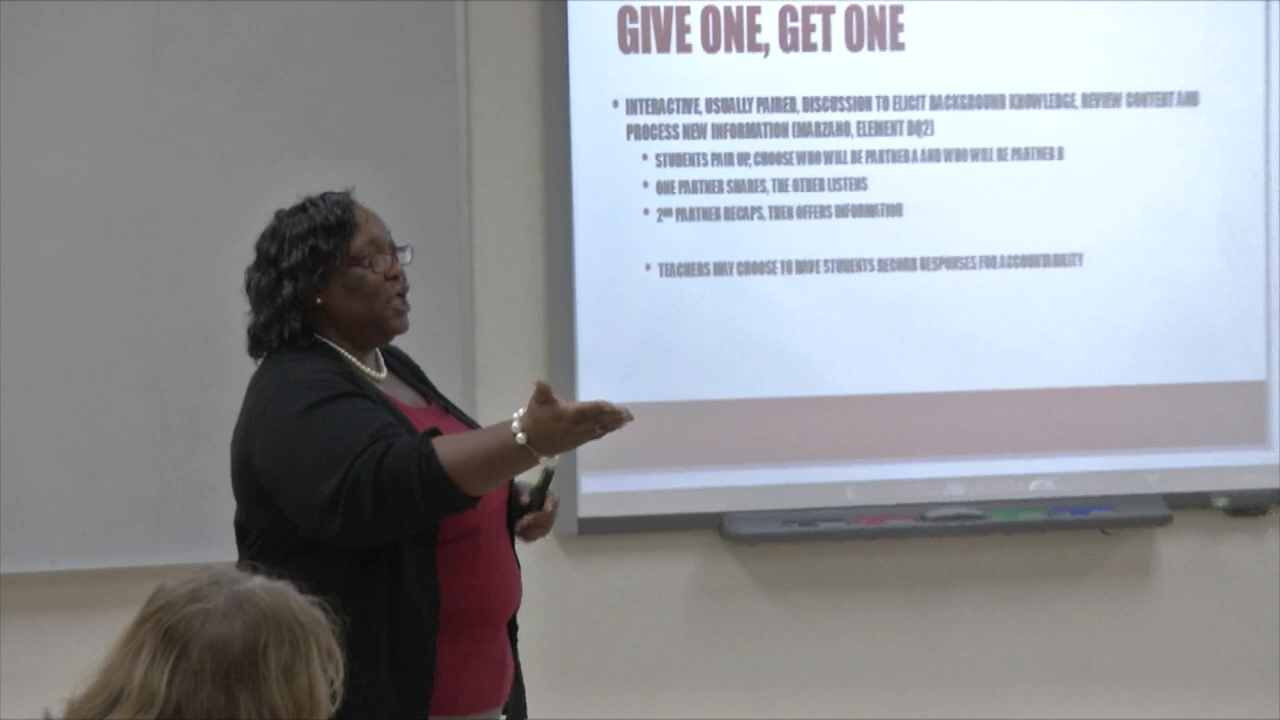 GIVE ONE, GET ONE
• INTERACTIVE, USUALLY PAIRED, DISCUSSION TO ELICIT BACKGROUND KNOWLEDGE, REVIEW CONTENT AND
PROCESS NEW INFORMATION (MARZANO, ELEMENT DQ2)
• STUDENTS PAIR UP, CHOOSE WHO WILL BE PARTNER A AND WHO WILL BE PARTNER B
• ONE PARTNER SHARES, THE OTHER LISTENS
• 2ND PARTNER RECAPS, THEN OFFERS INFORMATION
• TEACHERS MAY CHOOSE TO HAVE STUDENTS RECORD RESPONSES FOR ACCOUNTABILITY